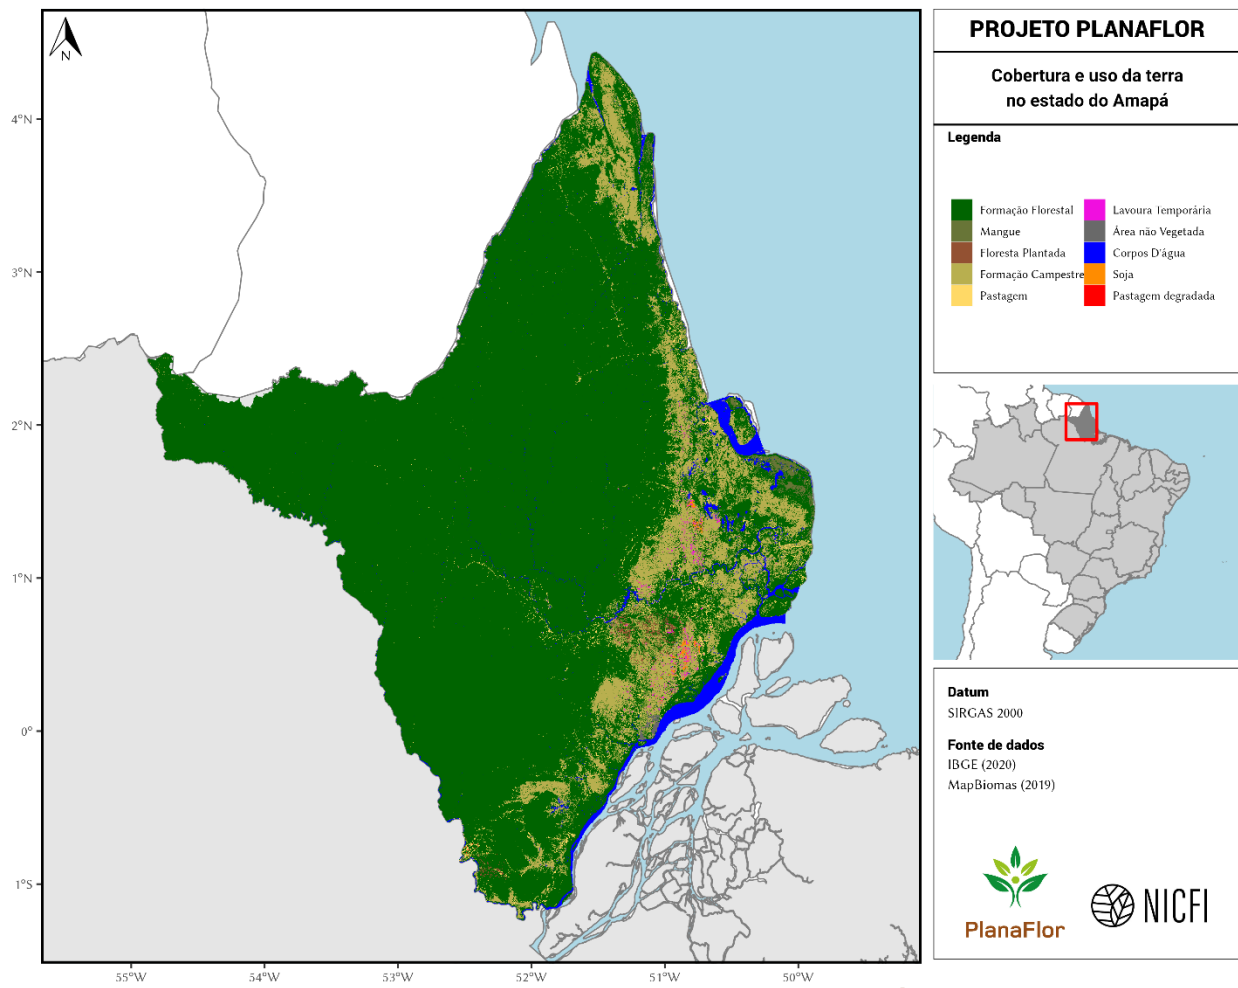 N
4°N
3°N
2°N
1°N
0°
1°S
55°W
54°W
53°W
52°W
51°W
50°W
PROJETO PLANAFLOR
Cobertura e uso da terra
no estado do Amapá
Legenda
Formação Florestal
Mangue
Floresta Plantada
Formação Campestre
Pastagem
Lavoura Temporária
Área não Vegetada
Corpos D'água
Soja
Pastagem degradada
Datum
SIRGAS 2000
Fonte de dados
IBGE (2020)
MapBiomas (2019)
PlanaFlor
NICFI